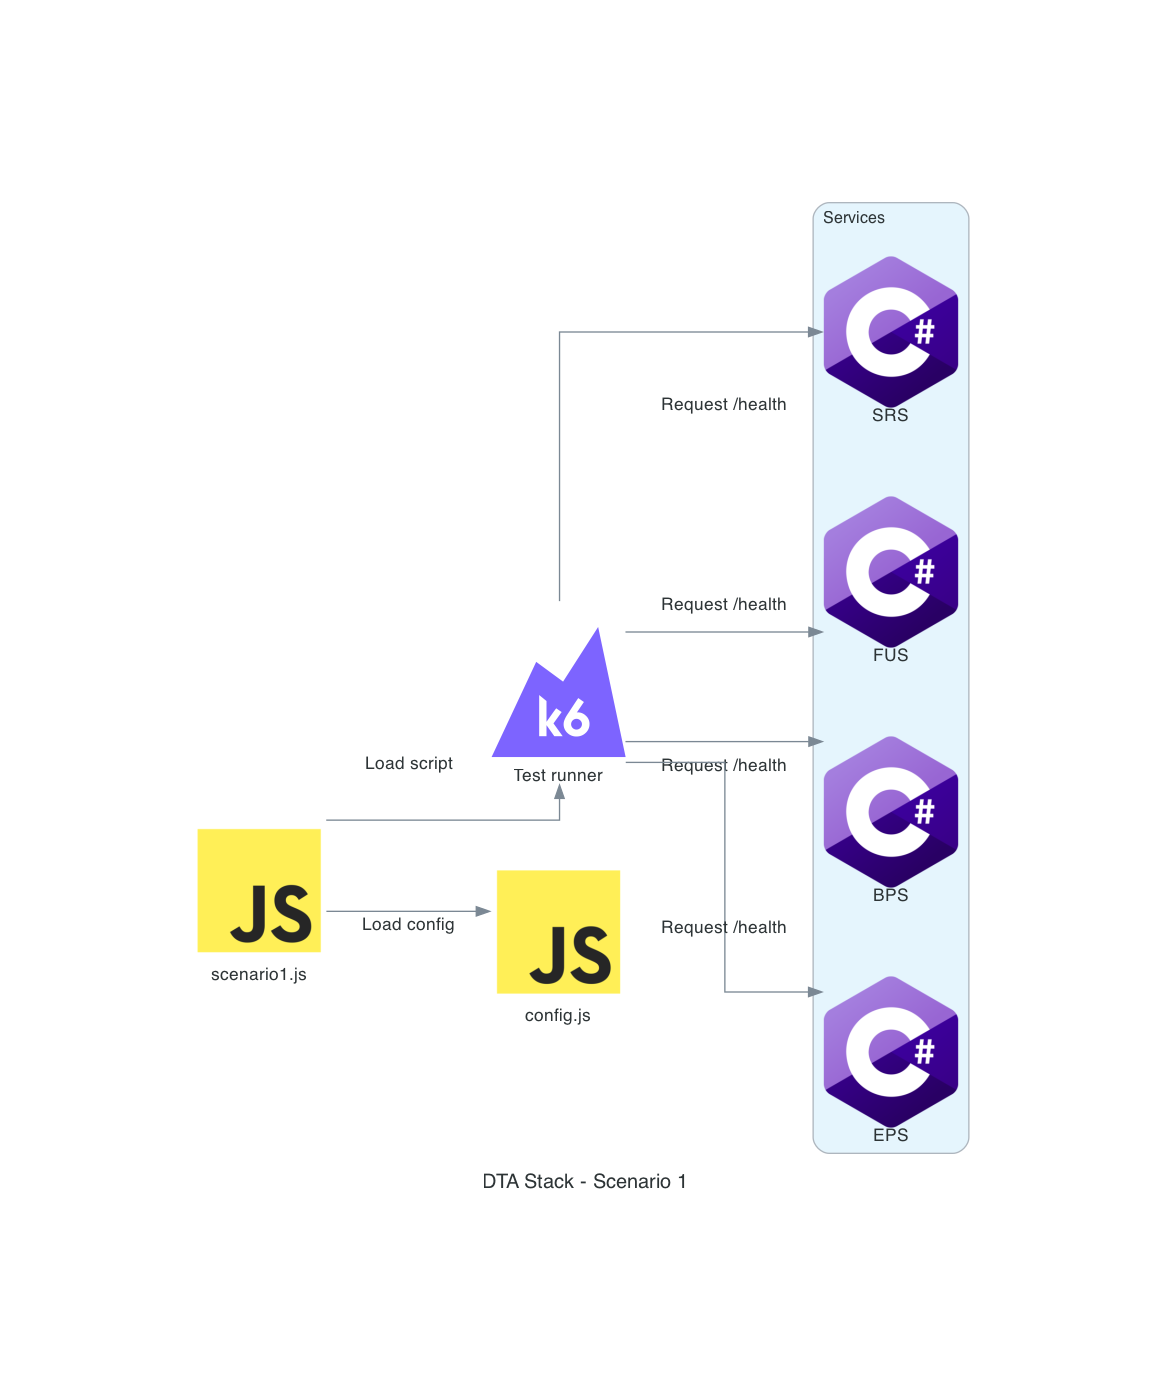 Services
C#
SRS
Request /health
C#
FUS
Request /health
k6
Test runner
Request /health
Load script
C#
BPS
JS
scenario1.js
Load config
JS
config.js
Request /health
C#
EPS
DTA Stack - Scenario 1